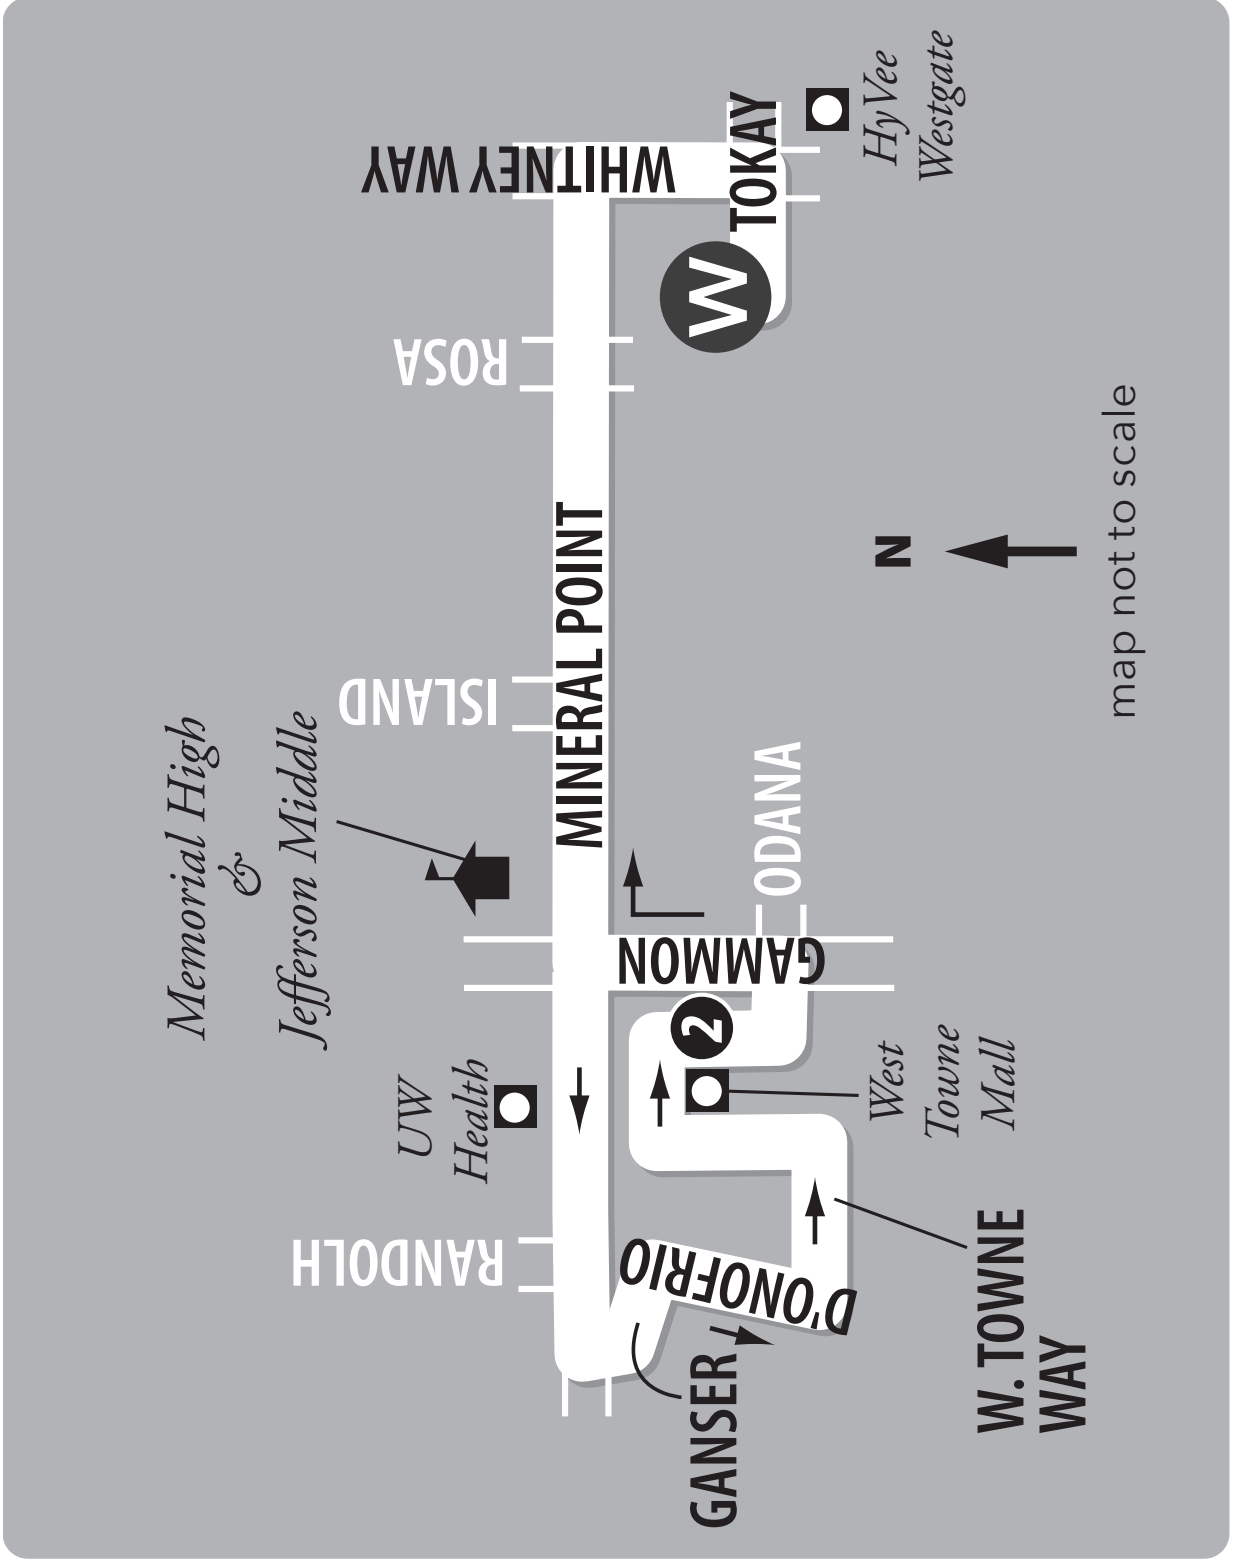 Memorial High
&
Jefferson Middle
UW
Health
RANDOLH
ISLAND
ROSA
WHITNEY WAY
MINERAL POINT
GAMMON
ODANA
2
W
TOKAY
HyVee
Westgate
D'ONOFRIO
GANSER
West
Towne
Mall
W. TOWNE
WAY
N
map not to scale